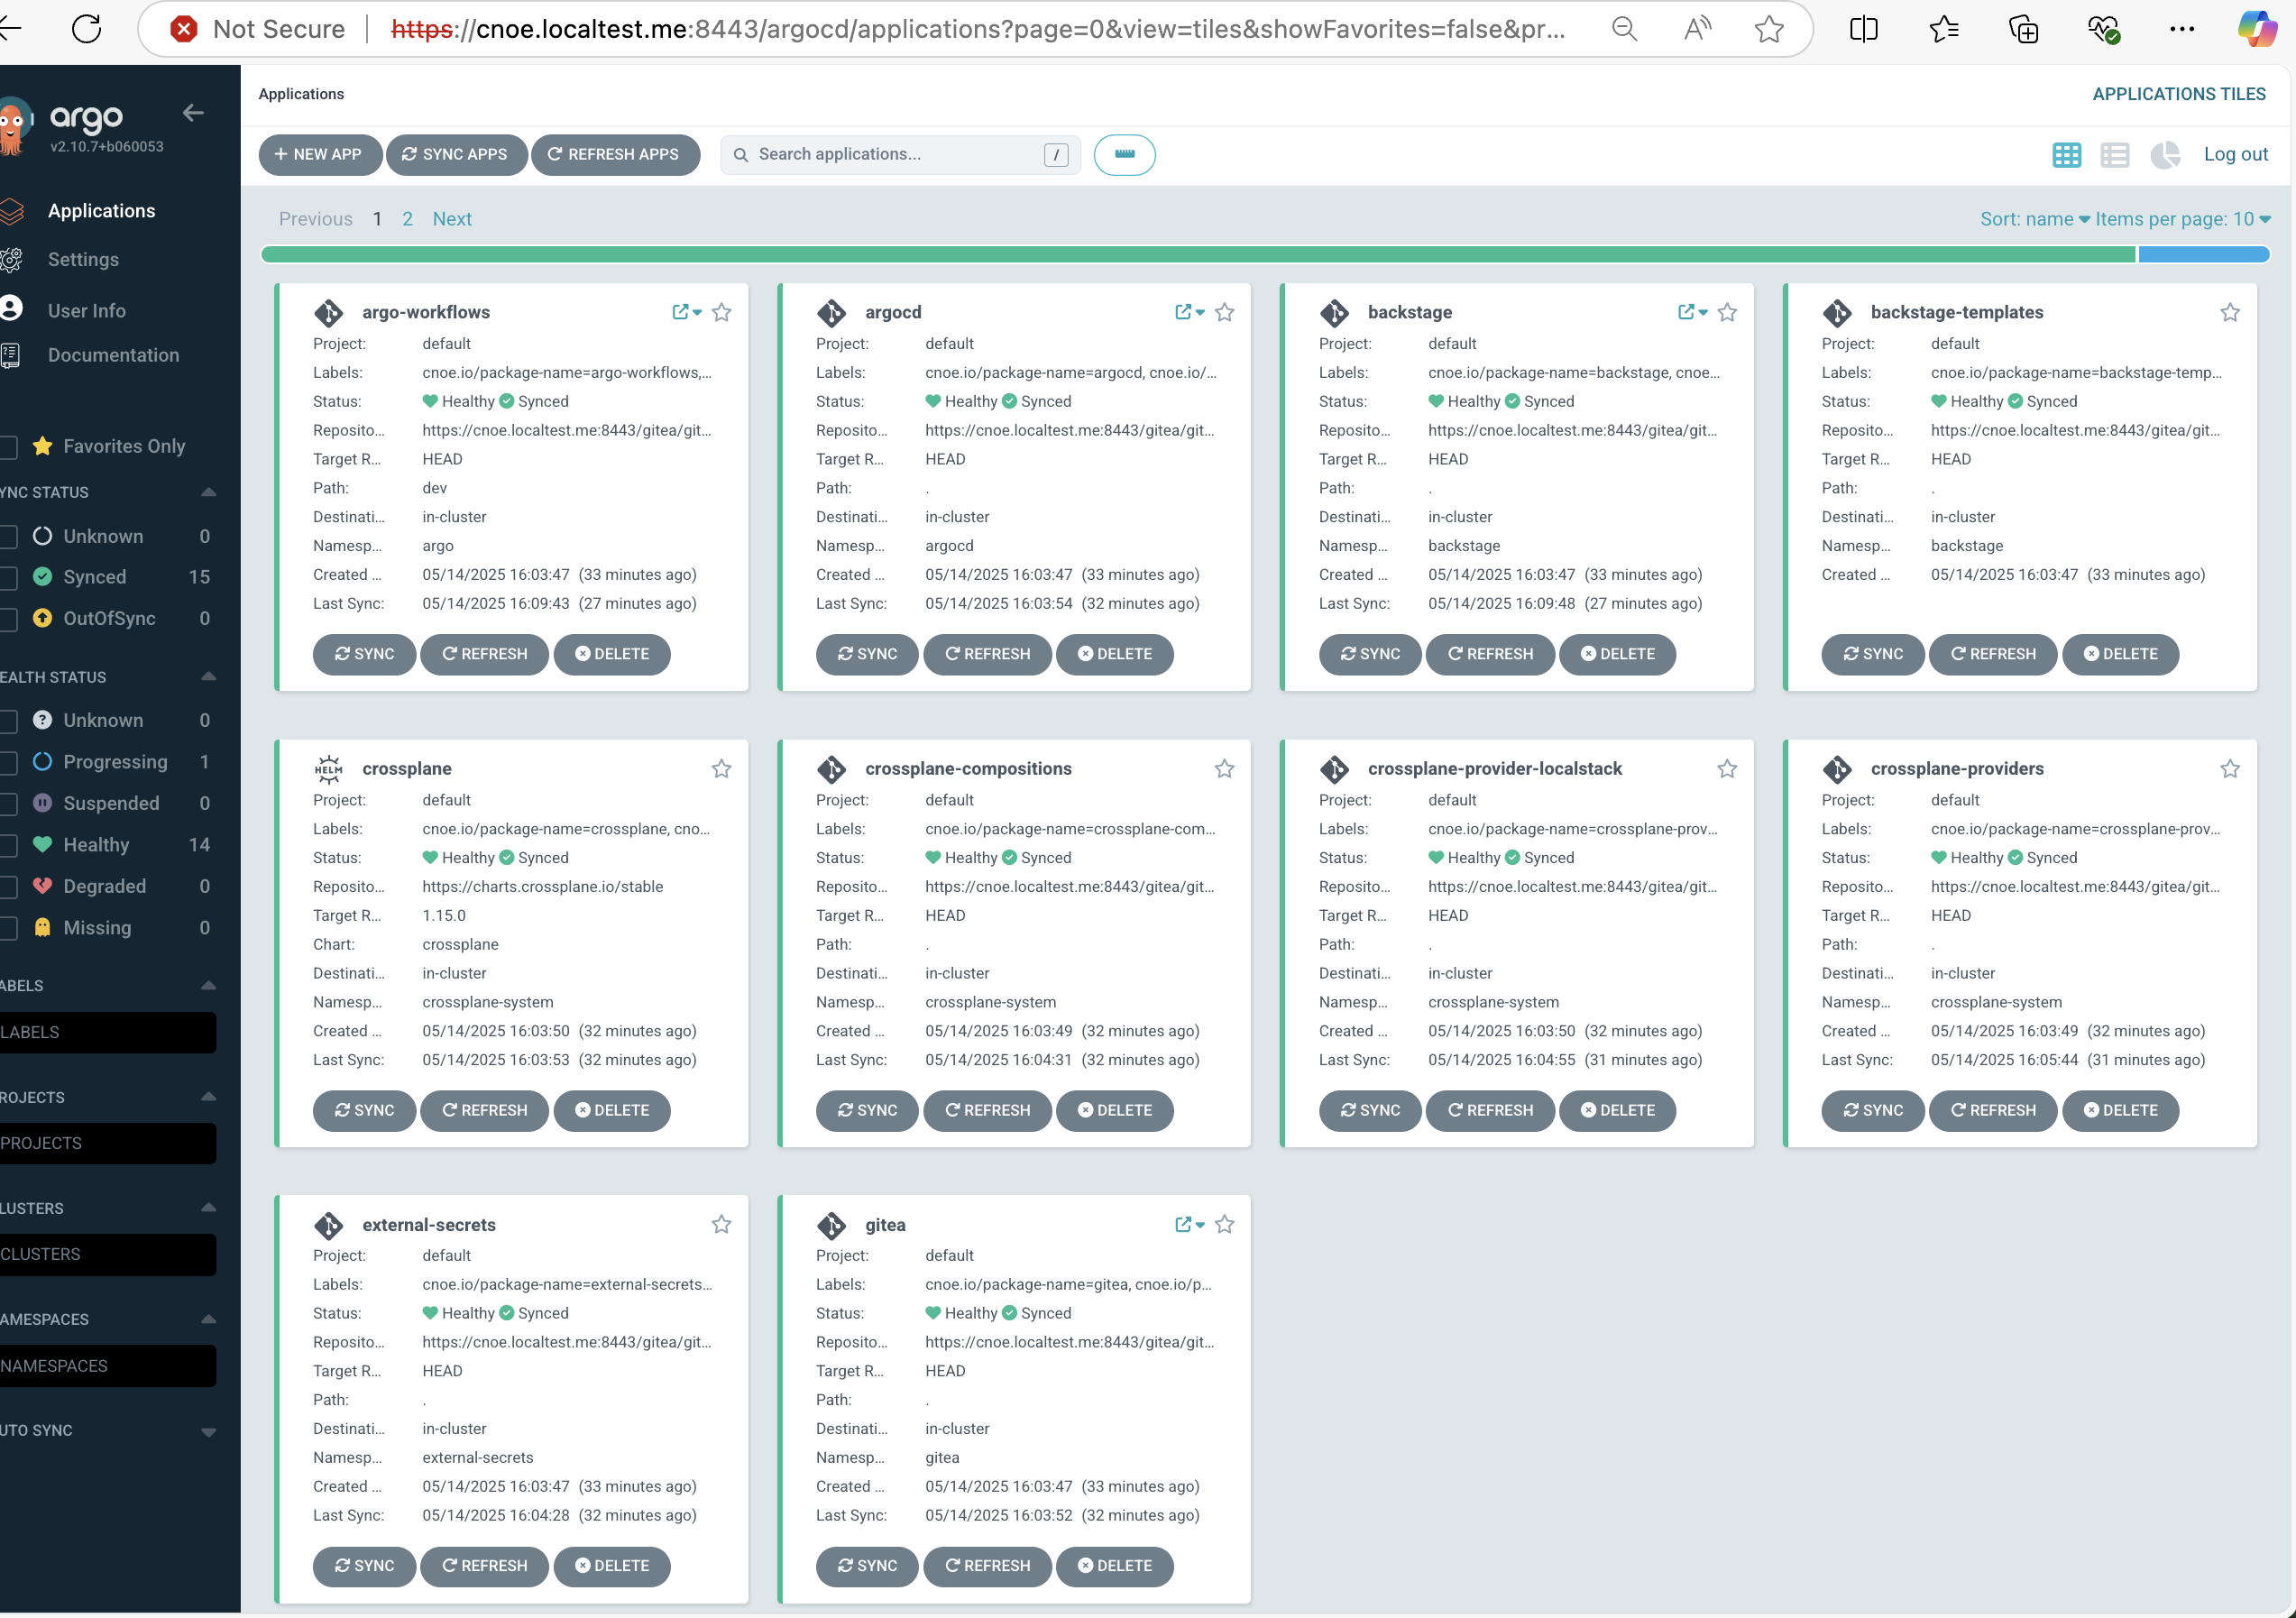 Not Secure | https://cnoe.localtest.me:8443/argocd/applications?page=0&view=tiles&showFavorites=false&pr...
argo
v2.10.7+b060053
Applications
Settings
User Info
Documentation
Favorites Only
YNC STATUS
Unknown 0
Synced 15
OutOfSync 0
EALTH STATUS
Unknown 0
Progressing 1
Suspended 0
Healthy 14
Degraded 0
Missing 0
ABELS
LABELS
ROJECTS
PROJECTS
LUSTERS
CLUSTERS
AMESPACES
NAMESPACES
UTO SYNC
Applications
APPLICATIONS TILES
+ NEW APP SYNC APPS REFRESH APPS Search applications... / Log out
Previous 1 2 Next
Sort: name Items per page: 10
argo-workflows
Project: default
Labels: cnoe.io/package-name=argo-workflows,...
Status: Healthy Synced
Reposito... https://cnoe.localtest.me:8443/gitea/git...
Target R... HEAD
Path: dev
Destinati... in-cluster
Namesp... argo
Created ... 05/14/2025 16:03:47 (33 minutes ago)
Last Sync: 05/14/2025 16:09:43 (27 minutes ago)
SYNC REFRESH DELETE
argocd
Project: default
Labels: cnoe.io/package-name=argocd, cnoe.io/...
Status: Healthy Synced
Reposito... https://cnoe.localtest.me:8443/gitea/git...
Target R... HEAD
Path: .
Destinati... in-cluster
Namesp... argocd
Created ... 05/14/2025 16:03:47 (33 minutes ago)
Last Sync: 05/14/2025 16:03:54 (32 minutes ago)
SYNC REFRESH DELETE
backstage
Project: default
Labels: cnoe.io/package-name=backstage, cnoe...
Status: Healthy Synced
Reposito... https://cnoe.localtest.me:8443/gitea/git...
Target R... HEAD
Path: .
Destinati... in-cluster
Namesp... backstage
Created ... 05/14/2025 16:03:47 (33 minutes ago)
Last Sync: 05/14/2025 16:09:48 (27 minutes ago)
SYNC REFRESH DELETE
backstage-templates
Project: default
Labels: cnoe.io/package-name=backstage-temp...
Status: Healthy Synced
Reposito... https://cnoe.localtest.me:8443/gitea/git...
Target R... HEAD
Path: .
Destinati... in-cluster
Namesp... backstage
Created ... 05/14/2025 16:03:47 (33 minutes ago)
SYNC REFRESH DELETE
HELM
crossplane
Project: default
Labels: cnoe.io/package-name=crossplane, cno...
Status: Healthy Synced
Reposito... https://charts.crossplane.io/stable
Target R... 1.15.0
Chart: crossplane
Destinati... in-cluster
Namesp... crossplane-system
Created ... 05/14/2025 16:03:50 (32 minutes ago)
Last Sync: 05/14/2025 16:03:53 (32 minutes ago)
SYNC REFRESH DELETE
crossplane-compositions
Project: default
Labels: cnoe.io/package-name=crossplane-com...
Status: Healthy Synced
Reposito... https://cnoe.localtest.me:8443/gitea/git...
Target R... HEAD
Path: .
Destinati... in-cluster
Namesp... crossplane-system
Created ... 05/14/2025 16:03:49 (32 minutes ago)
Last Sync: 05/14/2025 16:04:31 (32 minutes ago)
SYNC REFRESH DELETE
crossplane-provider-localstack
Project: default
Labels: cnoe.io/package-name=crossplane-prov...
Status: Healthy Synced
Reposito... https://cnoe.localtest.me:8443/gitea/git...
Target R... HEAD
Path: .
Destinati... in-cluster
Namesp... crossplane-system
Created ... 05/14/2025 16:03:50 (32 minutes ago)
Last Sync: 05/14/2025 16:04:55 (31 minutes ago)
SYNC REFRESH DELETE
crossplane-providers
Project: default
Labels: cnoe.io/package-name=crossplane-prov...
Status: Healthy Synced
Reposito... https://cnoe.localtest.me:8443/gitea/git...
Target R... HEAD
Path: .
Destinati... in-cluster
Namesp... crossplane-system
Created ... 05/14/2025 16:03:49 (32 minutes ago)
Last Sync: 05/14/2025 16:05:44 (31 minutes ago)
SYNC REFRESH DELETE
external-secrets
Project: default
Labels: cnoe.io/package-name=external-secrets...
Status: Healthy Synced
Reposito... https://cnoe.localtest.me:8443/gitea/git...
Target R... HEAD
Path: .
Destinati... in-cluster
Namesp... external-secrets
Created ... 05/14/2025 16:03:47 (33 minutes ago)
Last Sync: 05/14/2025 16:04:28 (32 minutes ago)
SYNC REFRESH DELETE
gitea
Project: default
Labels: cnoe.io/package-name=gitea, cnoe.io/p...
Status: Healthy Synced
Reposito... https://cnoe.localtest.me:8443/gitea/git...
Target R... HEAD
Path: .
Destinati... in-cluster
Namesp... gitea
Created ... 05/14/2025 16:03:47 (33 minutes ago)
Last Sync: 05/14/2025 16:03:52 (32 minutes ago)
SYNC REFRESH DELETE